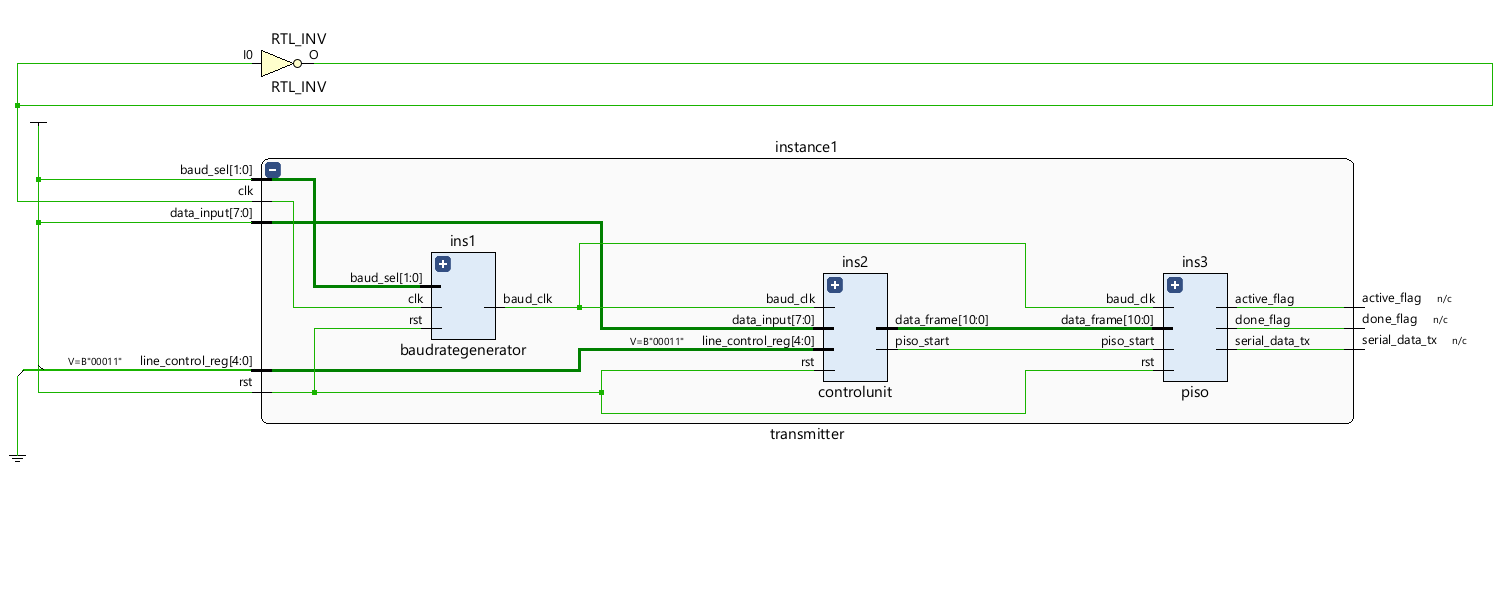 RTL_INV
I0
O
RTL_INV
instance1
baud_sel[1:0]
clk
data_input[7:0]
ins1
baud_sel[1:0]
clk
rst
baud_clk
baudrategenerator
ins2
baud_clk
data_input[7:0]
V=B"00011" line_control_reg[4:0]
rst
data_frame[10:0]
piso_start
controlunit
ins3
baud_clk
data_frame[10:0]
piso_start
rst
active_flag
done_flag
serial_data_tx
piso
active_flag n/c
done_flag n/c
serial_data_tx n/c
V=B"00011" line_control_reg[4:0]
rst
transmitter